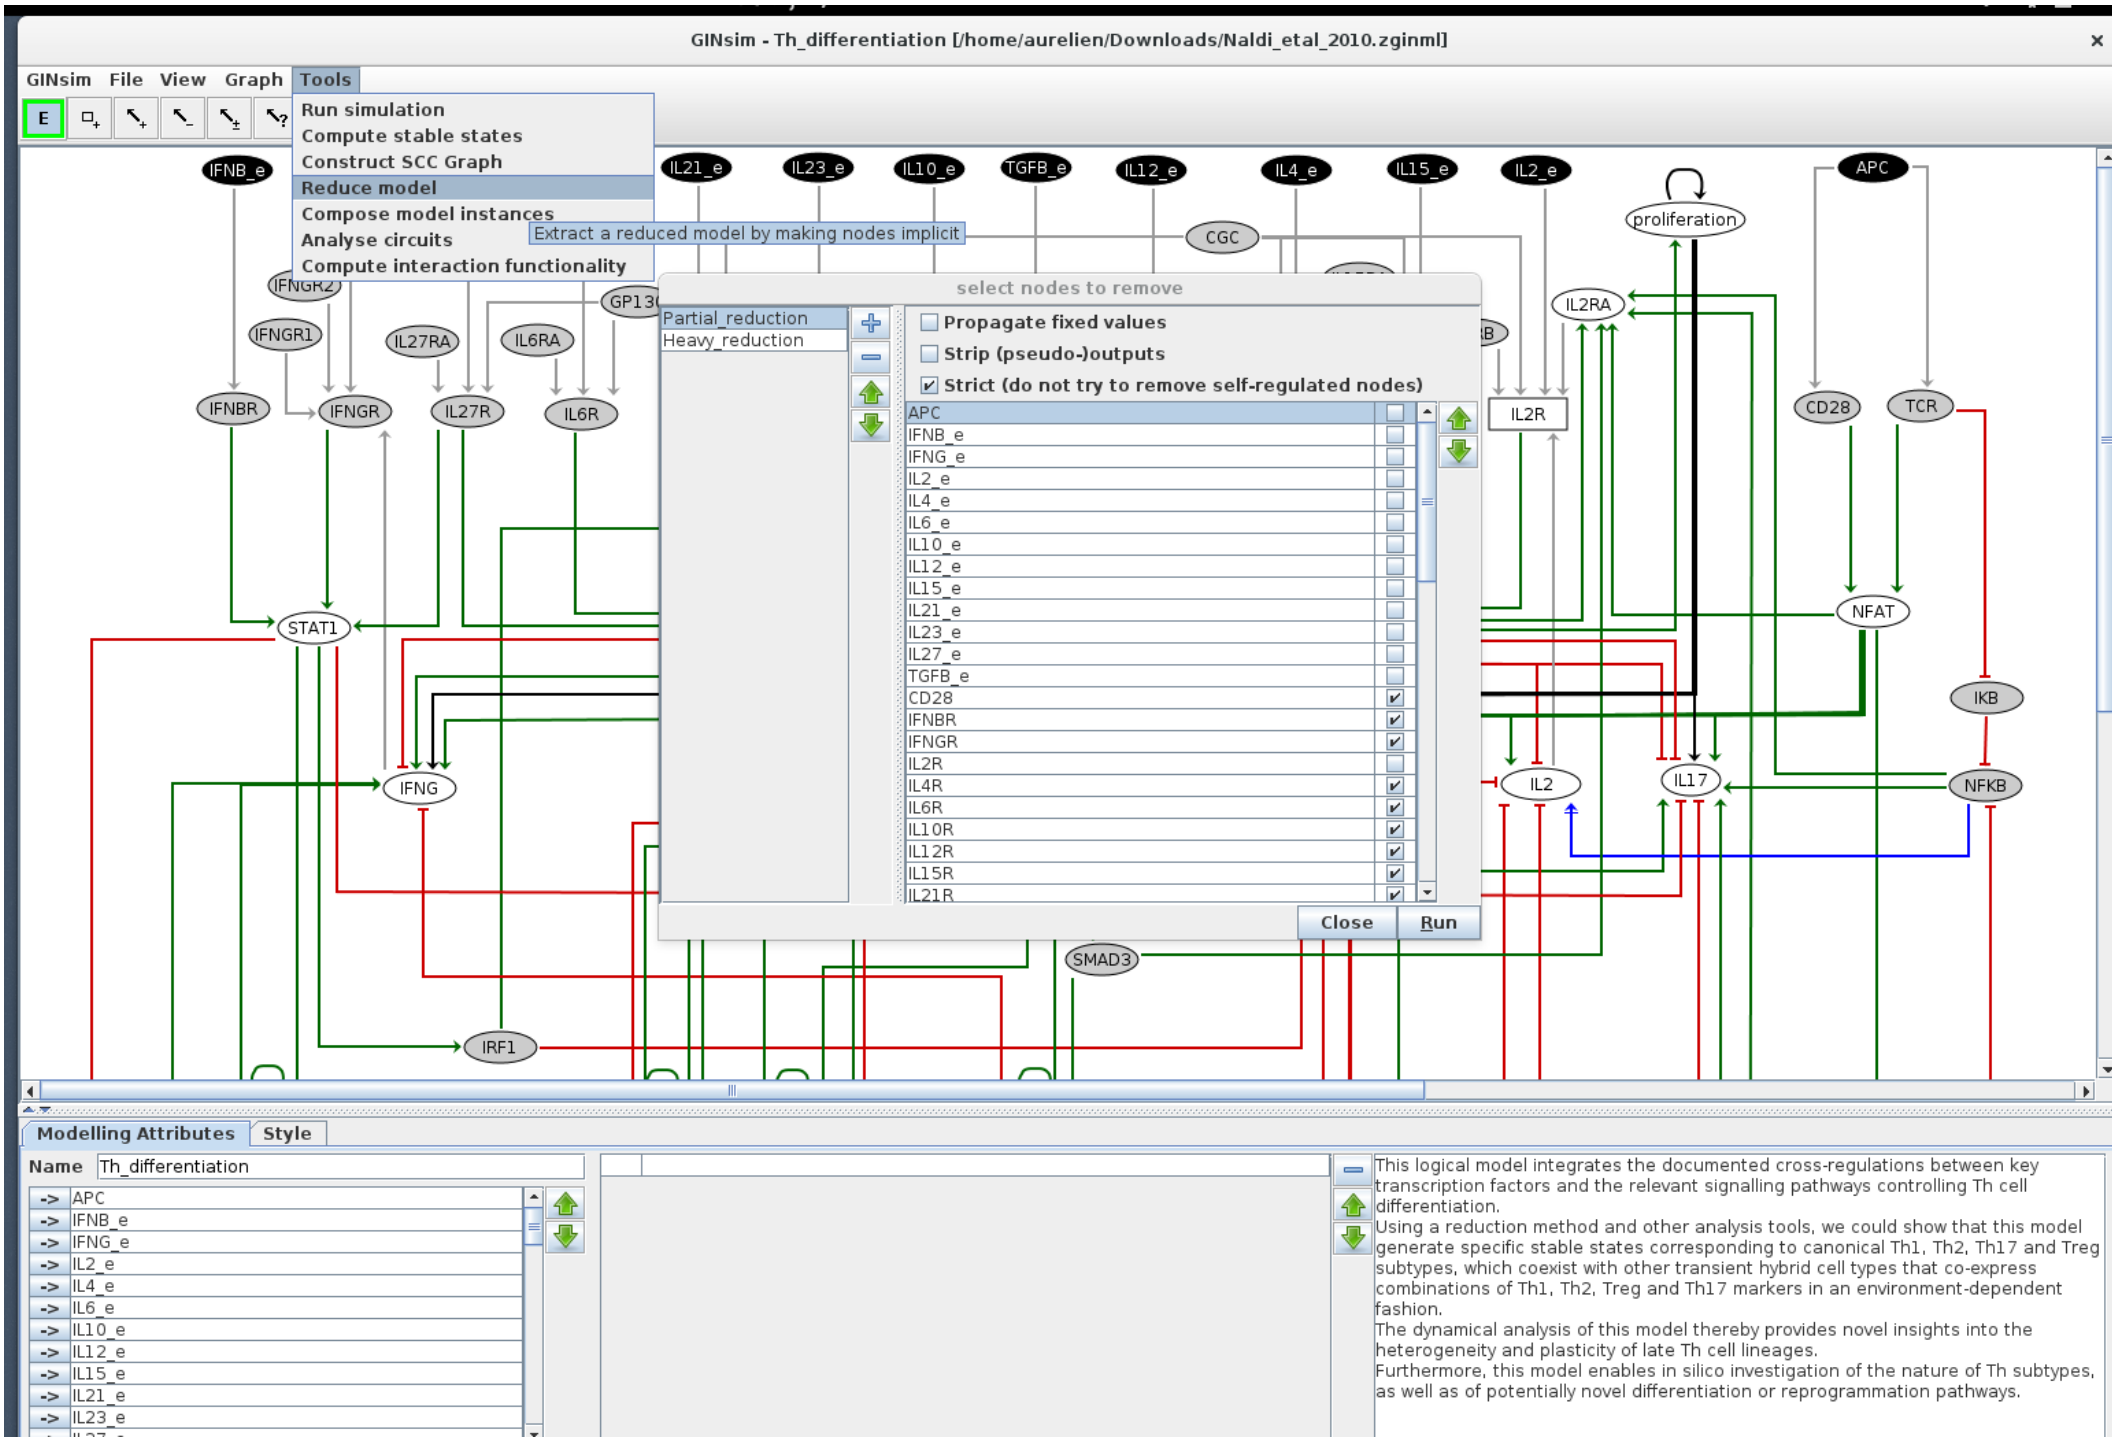 GINsim - Th_differentiation [/home/aurelien/Downloads/Naldi_etal_2010.zginml]
GINsim File View Graph Tools
E
Run simulation
Compute stable states
Construct SCC Graph
Reduce model
Compose model instances
Analyse circuits
Compute interaction functionality
Extract a reduced model by making nodes implicit
IFNB_e
IL21_e
IL23_e
IL10_e
TGFB_e
IL12_e
IL4_e
IL15_e
IL2_e
APC
proliferation
CGC
IFNGR2
GP130
IL2RA
IFNGR1
IL27RA
IL6RA
IFNBR
IFNGR
IL27R
IL6R
IL2R
CD28
TCR
STAT1
NFAT
IKB
IFNG
IL2
IL17
NFKB
SMAD3
IRF1
select nodes to remove
Partial_reduction
Heavy_reduction
Propagate fixed values
Strip (pseudo-)outputs
Strict (do not try to remove self-regulated nodes)
APC
IFNB_e
IFNG_e
IL2_e
IL4_e
IL6_e
IL10_e
IL12_e
IL15_e
IL21_e
IL23_e
IL27_e
TGFB_e
CD28
IFNBR
IFNGR
IL2R
IL4R
IL6R
IL10R
IL12R
IL15R
IL21R
Close Run
Modelling Attributes Style
Name Th_differentiation
-> APC
-> IFNB_e
-> IFNG_e
-> IL2_e
-> IL4_e
-> IL6_e
-> IL10_e
-> IL12_e
-> IL15_e
-> IL21_e
-> IL23_e
This logical model integrates the documented cross-regulations between key
transcription factors and the relevant signalling pathways controlling Th cell
differentiation.
Using a reduction method and other analysis tools, we could show that this model
generate specific stable states corresponding to canonical Th1, Th2, Th17 and Treg
subtypes, which coexist with other transient hybrid cell types that co-express
combinations of Th1, Th2, Treg and Th17 markers in an environment-dependent
fashion.
The dynamical analysis of this model thereby provides novel insights into the
heterogeneity and plasticity of late Th cell lineages.
Furthermore, this model enables in silico investigation of the nature of Th subtypes,
as well as of potentially novel differentiation or reprogrammation pathways.